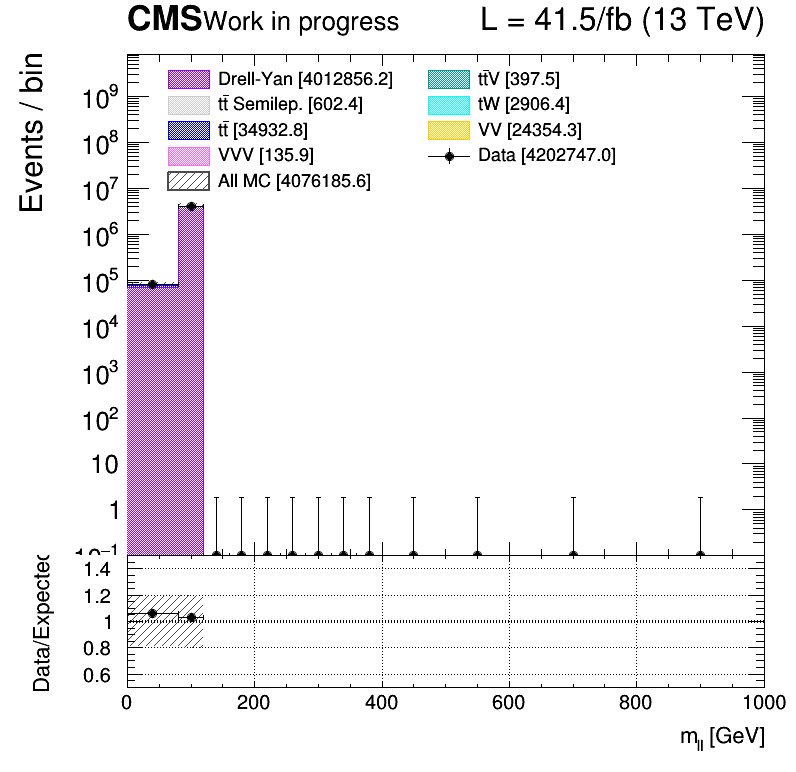 CMS Work in progress L = 41.5/fb (13 TeV)
Events / bin
Drell-Yan [4012856.2] tt̄V [397.5]
tt̄ Semilep. [602.4] tW [2906.4]
tt̄ [34932.8] VV [24354.3]
VVV [135.9] Data [4202747.0]
All MC [4076185.6]
10⁹
10⁸
10⁷
10⁶
10⁵
10⁴
10³
10²
10
1
10⁻¹
Data/Expected
1.4
1.2
1
0.8
0.6
0 200 400 600 800 1000
m_ll [GeV]